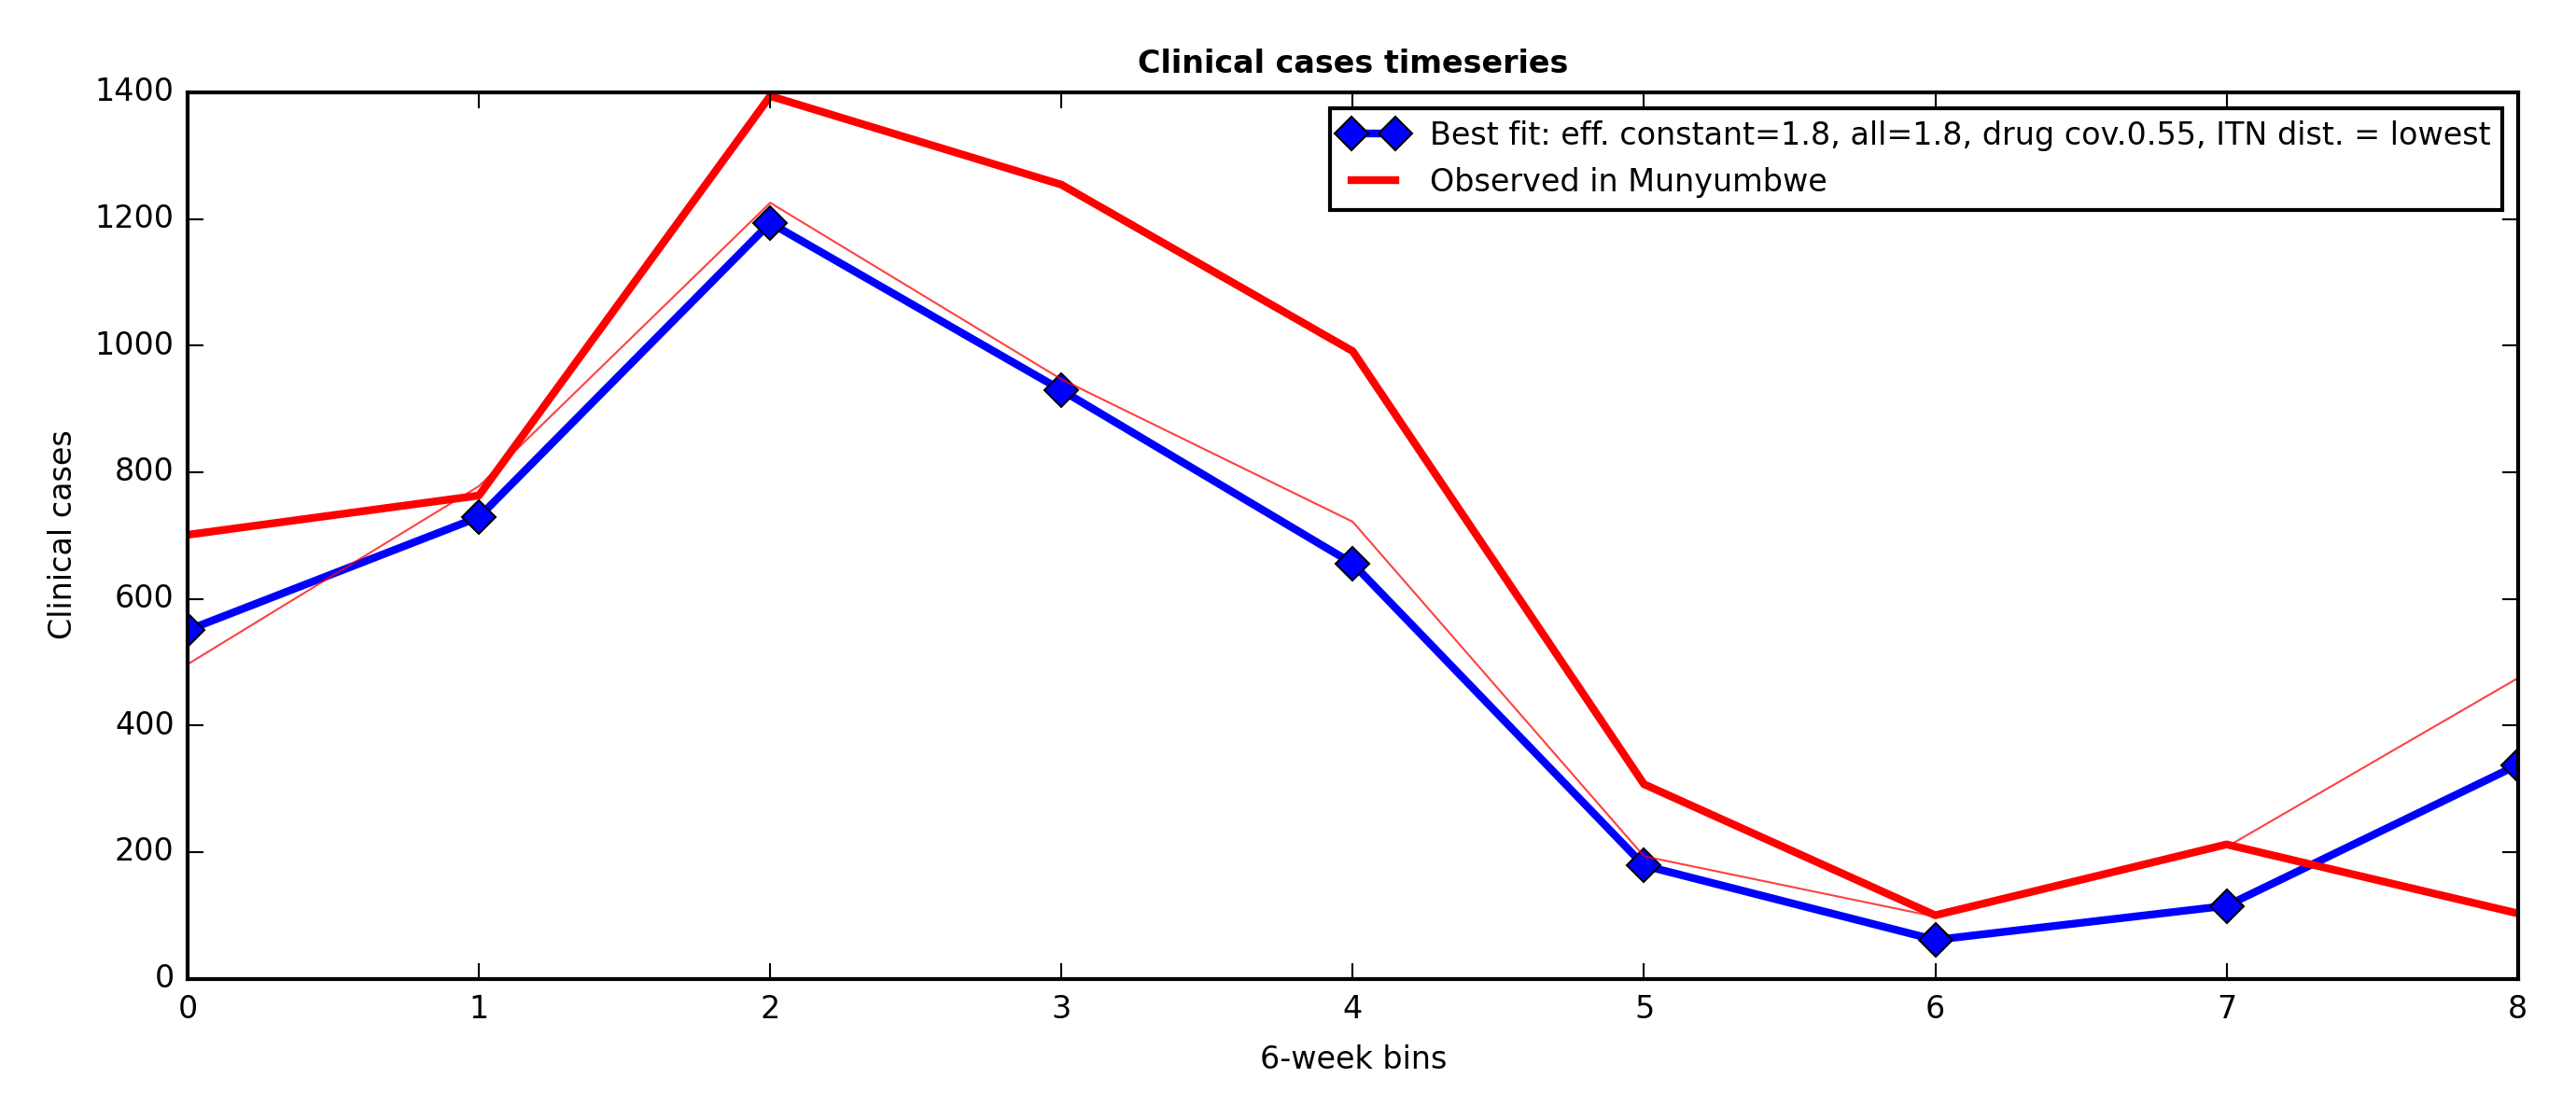 Clinical cases timeseries
1400
1200
1000
800
600
400
200
0
Clinical cases
Best fit: eff. constant=1.8, all=1.8, drug cov.0.55, ITN dist. = lowest
Observed in Munyumbwe
0 1 2 3 4 5 6 7 8
6-week bins